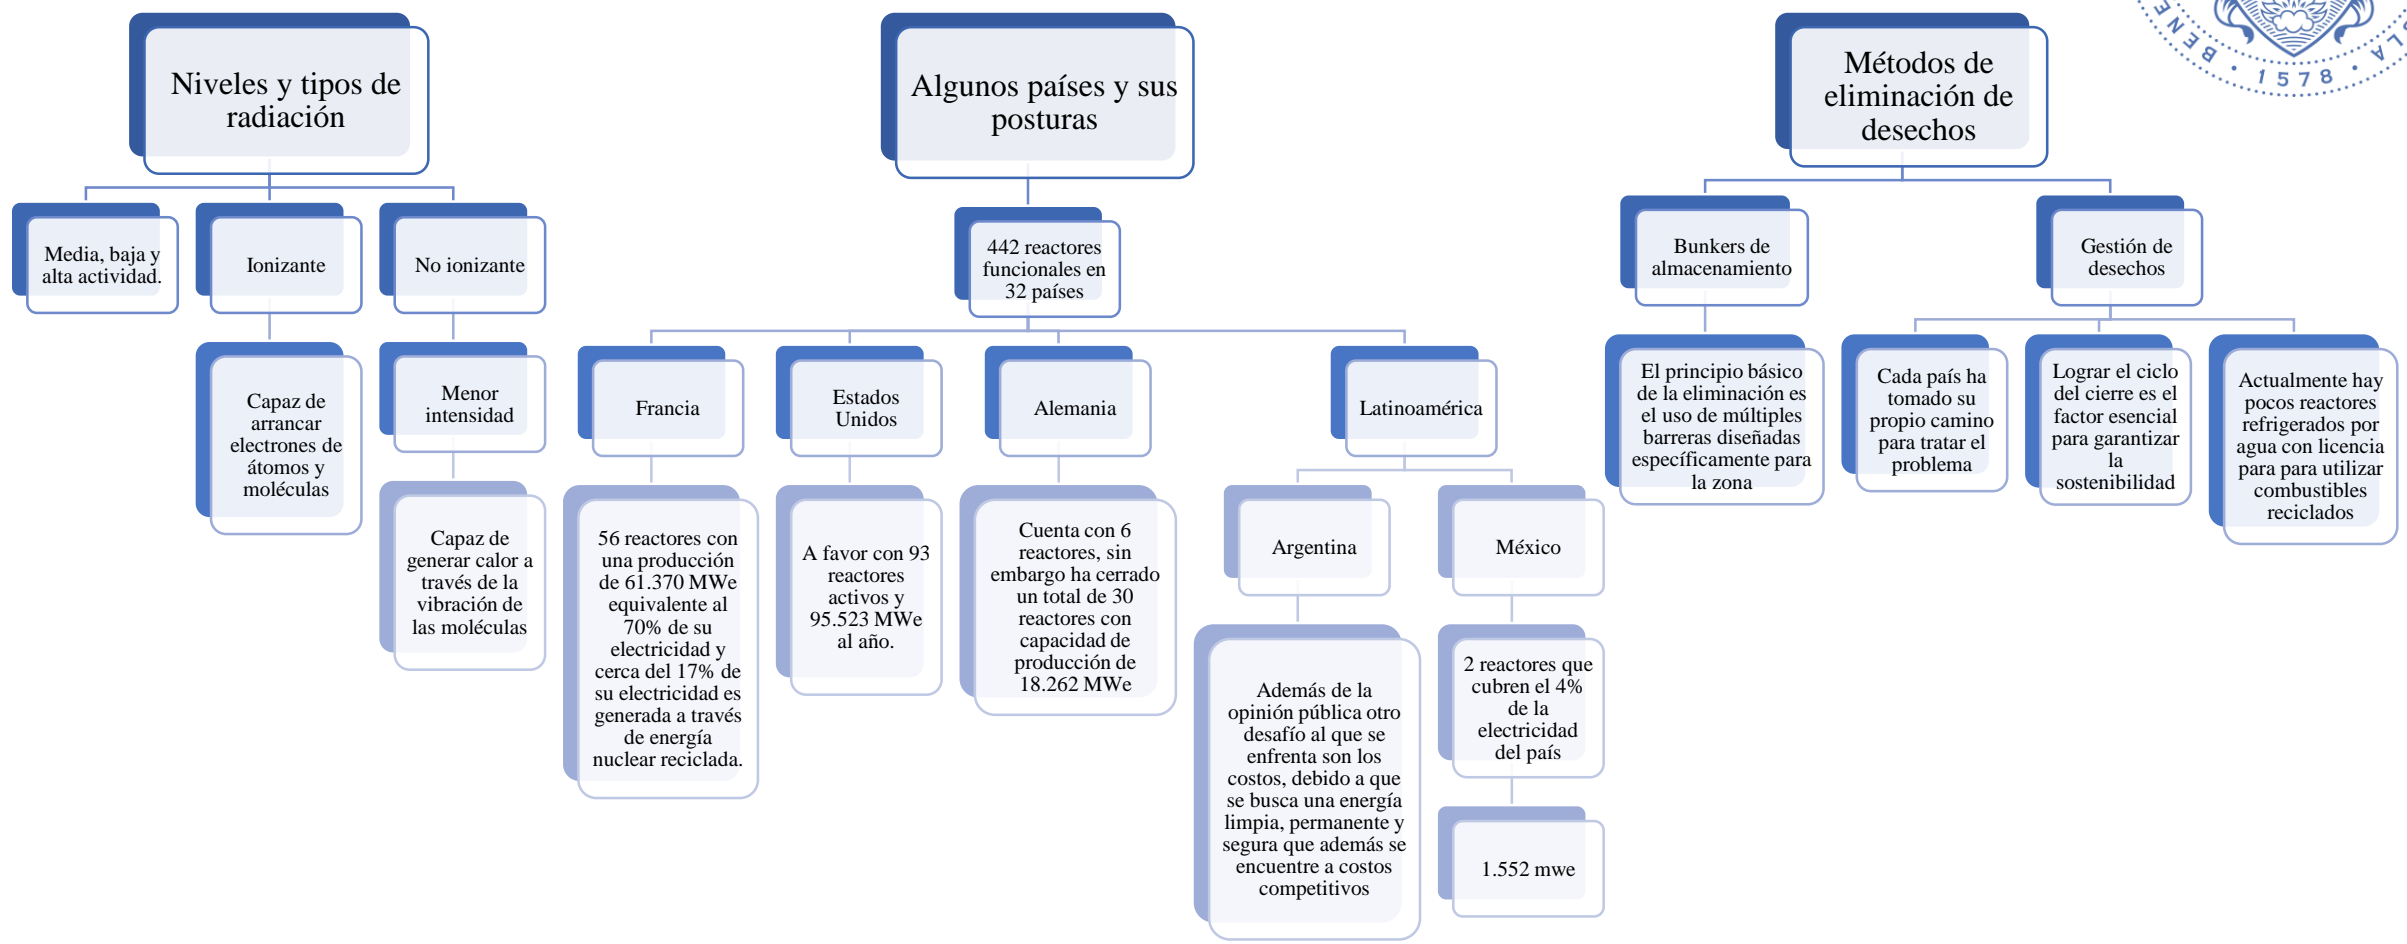 Niveles y tipos de
radiación
Media, baja y
alta actividad.
Ionizante
Capaz de
arrancar
electrones de
átomos y
moléculas
No ionizante
Menor
intensidad
Capaz de
generar calor a
través de la
vibración de
las moléculas
Algunos países y sus
posturas
442 reactores
funcionales en
32 países
Francia
56 reactores con
una producción
de 61.370 MWe
equivalente al
70% de su
electricidad y
cerca del 17% de
su electricidad es
generada a través
de energía
nuclear reciclada.
Estados
Unidos
A favor con 93
reactores
activos y
95.523 MWe
al año.
Alemania
Cuenta con 6
reactores, sin
embargo ha cerrado
un total de 30
reactores con
capacidad de
producción de
18.262 MWe
Latinoamérica
Argentina
Además de la
opinión pública otro
desafío al que se
enfrenta son los
costos, debido a que
se busca una energía
limpia, permanente y
segura que además se
encuentre a costos
competitivos
México
2 reactores que
cubren el 4%
de la
electricidad
del país
1.552 mwe
Métodos de
eliminación de
desechos
Bunkers de
almacenamiento
El principio básico
de la eliminación es
el uso de múltiples
barreras diseñadas
específicamente para
la zona
Gestión de
desechos
Cada país ha
tomado su
propio camino
para tratar el
problema
Lograr el ciclo
del cierre es el
factor esencial
para garantizar
la
sostenibilidad
Actualmente hay
pocos reactores
refrigerados por
agua con licencia
para para utilizar
combustibles
reciclados
1578